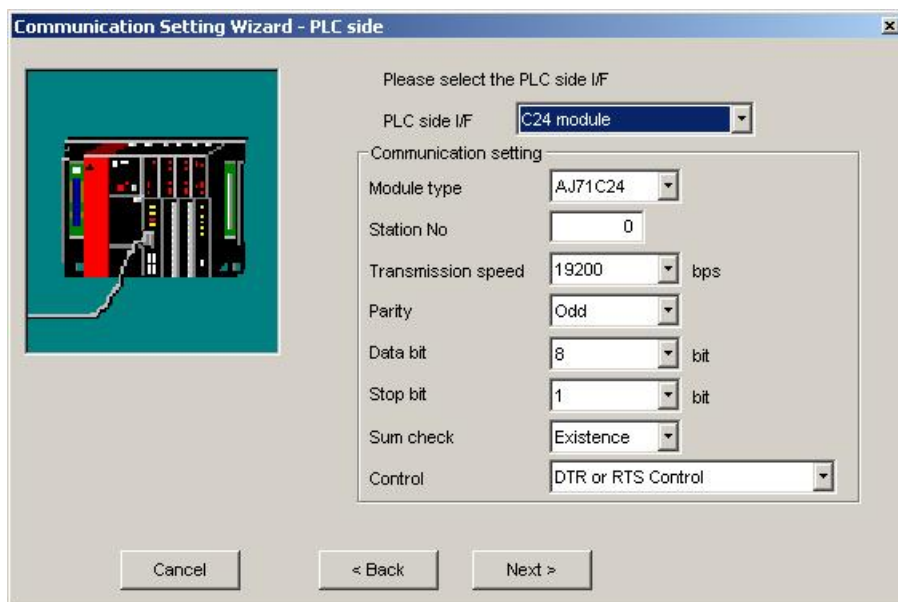 Communication Setting Wizard - PLC side
Please select the PLC side I/F
PLC side I/F C24 module
Communication setting
Module type AJ71C24
Station No 0
Transmission speed 19200 bps
Parity Odd
Data bit 8 bit
Stop bit 1 bit
Sum check Existence
Control DTR or RTS Control
Cancel < Back Next >